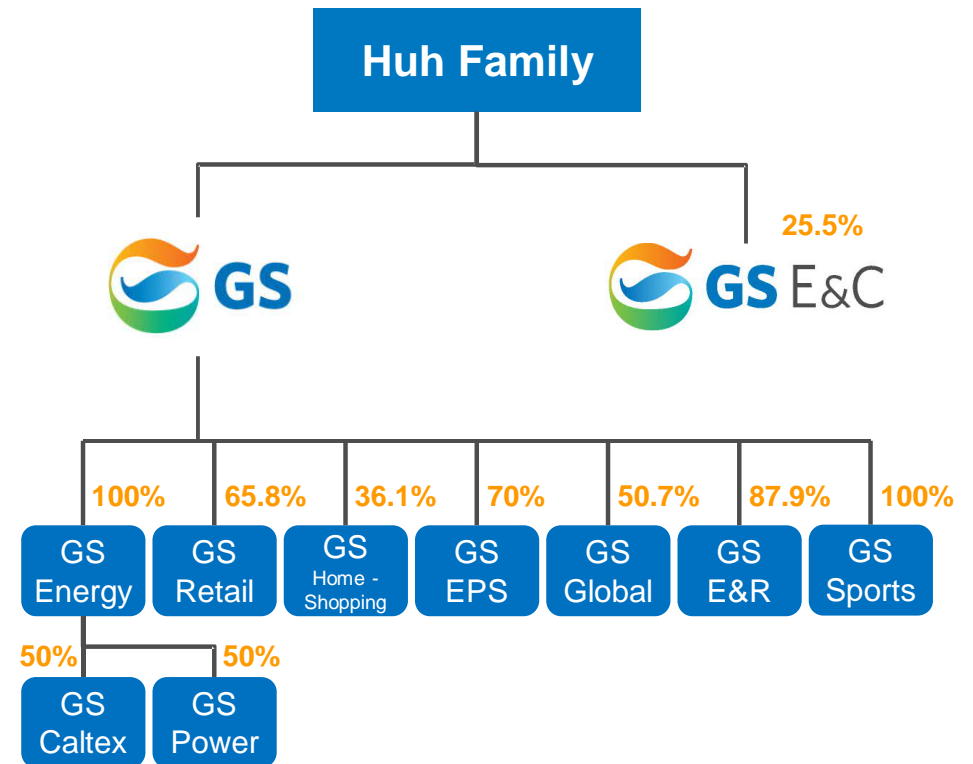 Huh Family
25.5%
GS
GS E&C
100%
65.8%
36.1%
70%
50.7%
87.9%
100%
GS
Energy
GS
Retail
GS
Home -
Shopping
GS
EPS
GS
Global
GS
E&R
GS
Sports
50%
50%
GS
Caltex
GS
Power